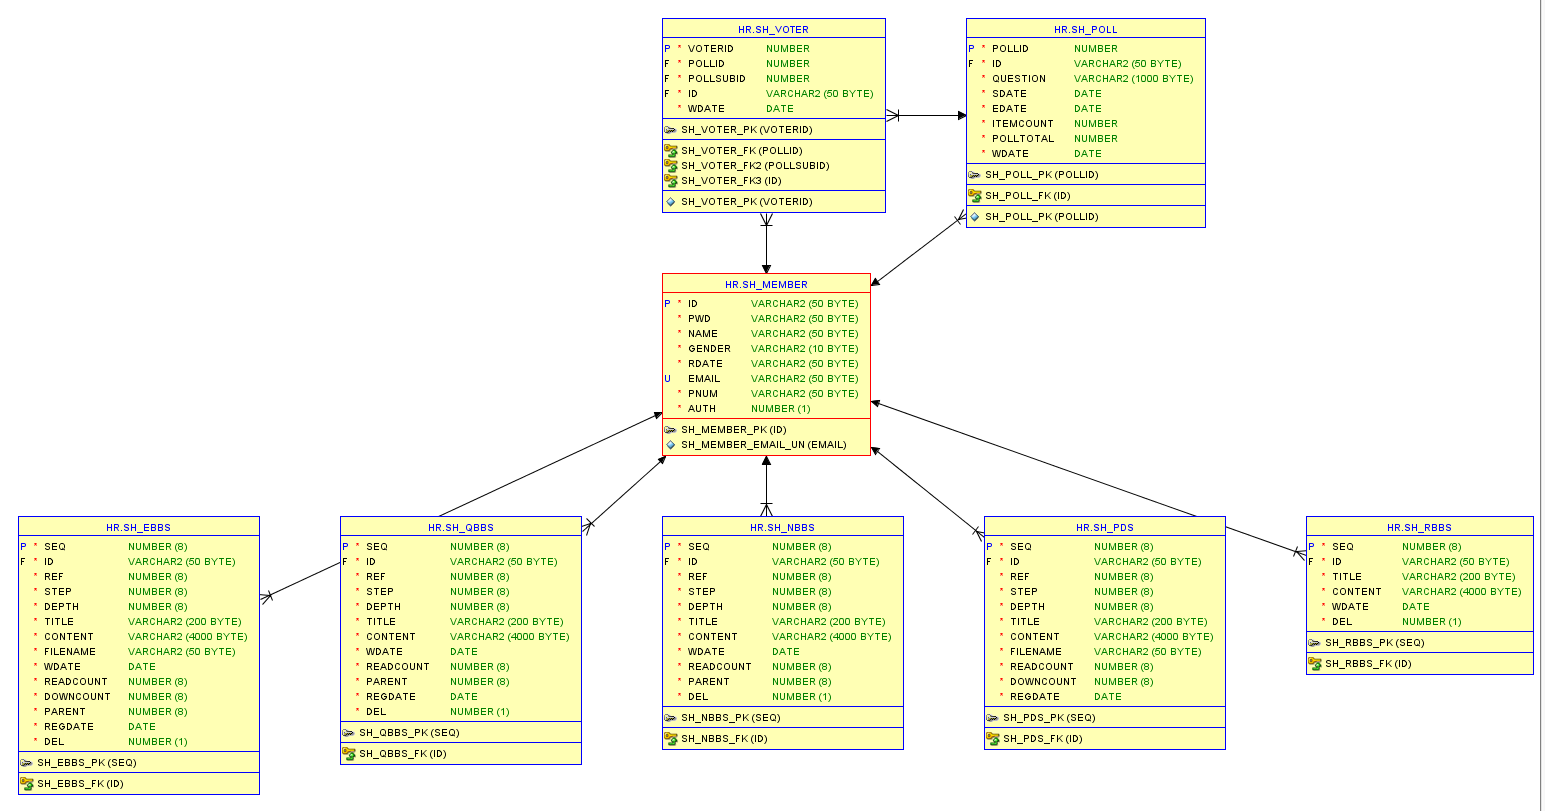 HR.SH_VOTER
P * VOTERID NUMBER
F * POLLID NUMBER
F * POLLSUBID NUMBER
F * ID VARCHAR2 (50 BYTE)
* WDATE DATE
SH_VOTER_PK (VOTERID)
SH_VOTER_FK (POLLID)
SH_VOTER_FK2 (POLLSUBID)
SH_VOTER_FK3 (ID)
SH_VOTER_PK (VOTERID)
HR.SH_POLL
P * POLLID NUMBER
F * ID VARCHAR2 (50 BYTE)
* QUESTION VARCHAR2 (1000 BYTE)
* SDATE DATE
* EDATE DATE
* ITEMCOUNT NUMBER
* POLLTOTAL NUMBER
* WDATE DATE
SH_POLL_PK (POLLID)
SH_POLL_FK (ID)
SH_POLL_PK (POLLID)
HR.SH_MEMBER
P * ID VARCHAR2 (50 BYTE)
* PWD VARCHAR2 (50 BYTE)
* NAME VARCHAR2 (50 BYTE)
* GENDER VARCHAR2 (10 BYTE)
* RDATE VARCHAR2 (50 BYTE)
U EMAIL VARCHAR2 (50 BYTE)
* PNUM VARCHAR2 (50 BYTE)
* AUTH NUMBER (1)
SH_MEMBER_PK (ID)
SH_MEMBER_EMAIL_UN (EMAIL)
HR.SH_EBBS
P * SEQ NUMBER (8)
F * ID VARCHAR2 (50 BYTE)
* REF NUMBER (8)
* STEP NUMBER (8)
* DEPTH NUMBER (8)
* TITLE VARCHAR2 (200 BYTE)
* CONTENT VARCHAR2 (4000 BYTE)
* FILENAME VARCHAR2 (50 BYTE)
* WDATE DATE
* READCOUNT NUMBER (8)
* DOWNCOUNT NUMBER (8)
* PARENT NUMBER (8)
* REGDATE DATE
* DEL NUMBER (1)
SH_EBBS_PK (SEQ)
SH_EBBS_FK (ID)
HR.SH_QBBS
P * SEQ NUMBER (8)
F * ID VARCHAR2 (50 BYTE)
* REF NUMBER (8)
* STEP NUMBER (8)
* DEPTH NUMBER (8)
* TITLE VARCHAR2 (200 BYTE)
* CONTENT VARCHAR2 (4000 BYTE)
* WDATE DATE
* READCOUNT NUMBER (8)
* PARENT NUMBER (8)
* REGDATE DATE
* DEL NUMBER (1)
SH_QBBS_PK (SEQ)
SH_QBBS_FK (ID)
HR.SH_NBBS
P * SEQ NUMBER (8)
F * ID VARCHAR2 (50 BYTE)
* REF NUMBER (8)
* STEP NUMBER (8)
* DEPTH NUMBER (8)
* TITLE VARCHAR2 (200 BYTE)
* CONTENT VARCHAR2 (4000 BYTE)
* WDATE DATE
* READCOUNT NUMBER (8)
* PARENT NUMBER (8)
* DEL NUMBER (1)
SH_NBBS_PK (SEQ)
SH_NBBS_FK (ID)
HR.SH_PDS
P * SEQ NUMBER (8)
F * ID VARCHAR2 (50 BYTE)
* REF NUMBER (8)
* STEP NUMBER (8)
* DEPTH NUMBER (8)
* TITLE VARCHAR2 (200 BYTE)
* CONTENT VARCHAR2 (4000 BYTE)
* FILENAME VARCHAR2 (50 BYTE)
* READCOUNT NUMBER (8)
* DOWNCOUNT NUMBER (8)
* REGDATE DATE
SH_PDS_PK (SEQ)
SH_PDS_FK (ID)
HR.SH_RBBS
P * SEQ NUMBER (8)
F * ID VARCHAR2 (50 BYTE)
* TITLE VARCHAR2 (200 BYTE)
* CONTENT VARCHAR2 (4000 BYTE)
* WDATE DATE
* DEL NUMBER (1)
SH_RBBS_PK (SEQ)
SH_RBBS_FK (ID)